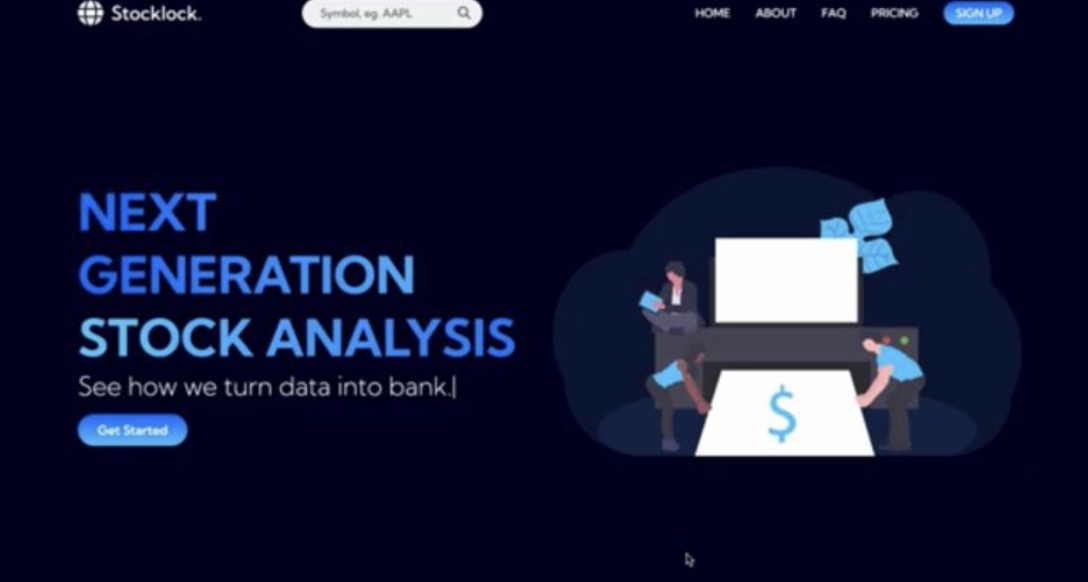 Stocklock.
Symbol, eg. AAPL
HOME ABOUT FAQ PRICING SIGN UP
NEXT
GENERATION
STOCK ANALYSIS
See how we turn data into bank.|
Get Started
$